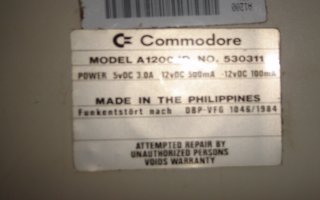 A1200
Commodore
MODEL A1200 ID NO. 530311
POWER 5vDC 3.0A 12vDC 500mA -12vDC 100mA
MADE IN THE PHILIPPINES
Funkentstört nach DBP-VFG 1046/1984
ATTEMPTED REPAIR BY
UNAUTHORIZED PERSONS
VOIDS WARRANTY